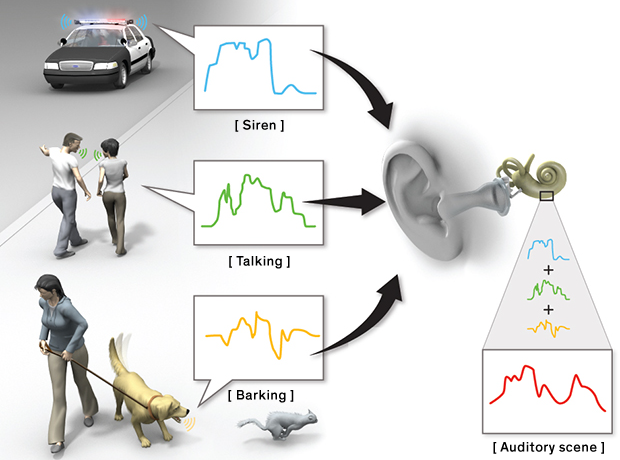 [ Siren ]
[ Talking ]
[ Barking ]
+
+
[ Auditory scene ]